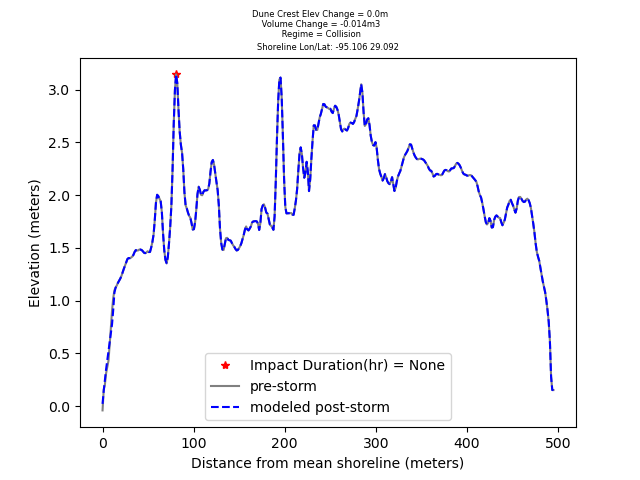 Dune Crest Elev Change = 0.0m
Volume Change = -0.014m3
Regime = Collision
Shoreline Lon/Lat: -95.106 29.092
3.0
2.5
2.0
1.5
1.0
0.5
0.0
Elevation (meters)
Impact Duration(hr) = None
pre-storm
modeled post-storm
0 100 200 300 400 500
Distance from mean shoreline (meters)